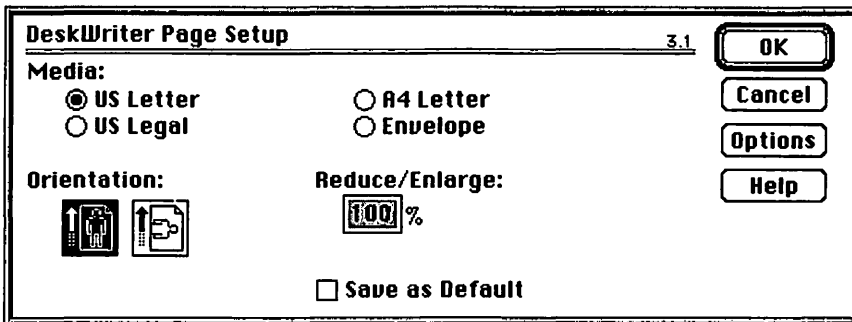 DeskWriter Page Setup 3.1 OK
Media:
US Letter A4 Letter Cancel
US Legal Envelope
Options
Orientation: Reduce/Enlarge: Help
100 %
Save as Default